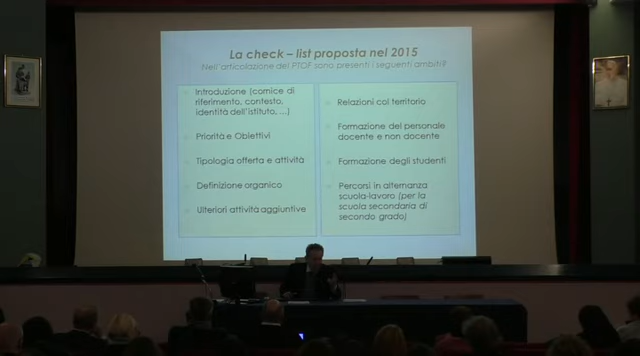 La check – list proposta nel 2015
Nell'articolazione del PTOF sono presenti i seguenti ambiti?
Introduzione (cornice di
riferimento, contesto,
identità dell'istituto, ...)
Priorità e Obiettivi
Tipologia offerta e attività
Definizione organico
Ulteriori attività aggiuntive
Relazioni col territorio
Formazione del personale
docente e non docente
Formazione degli studenti
Percorsi in alternanza
scuola-lavoro (per la
scuola secondaria di
secondo grado)